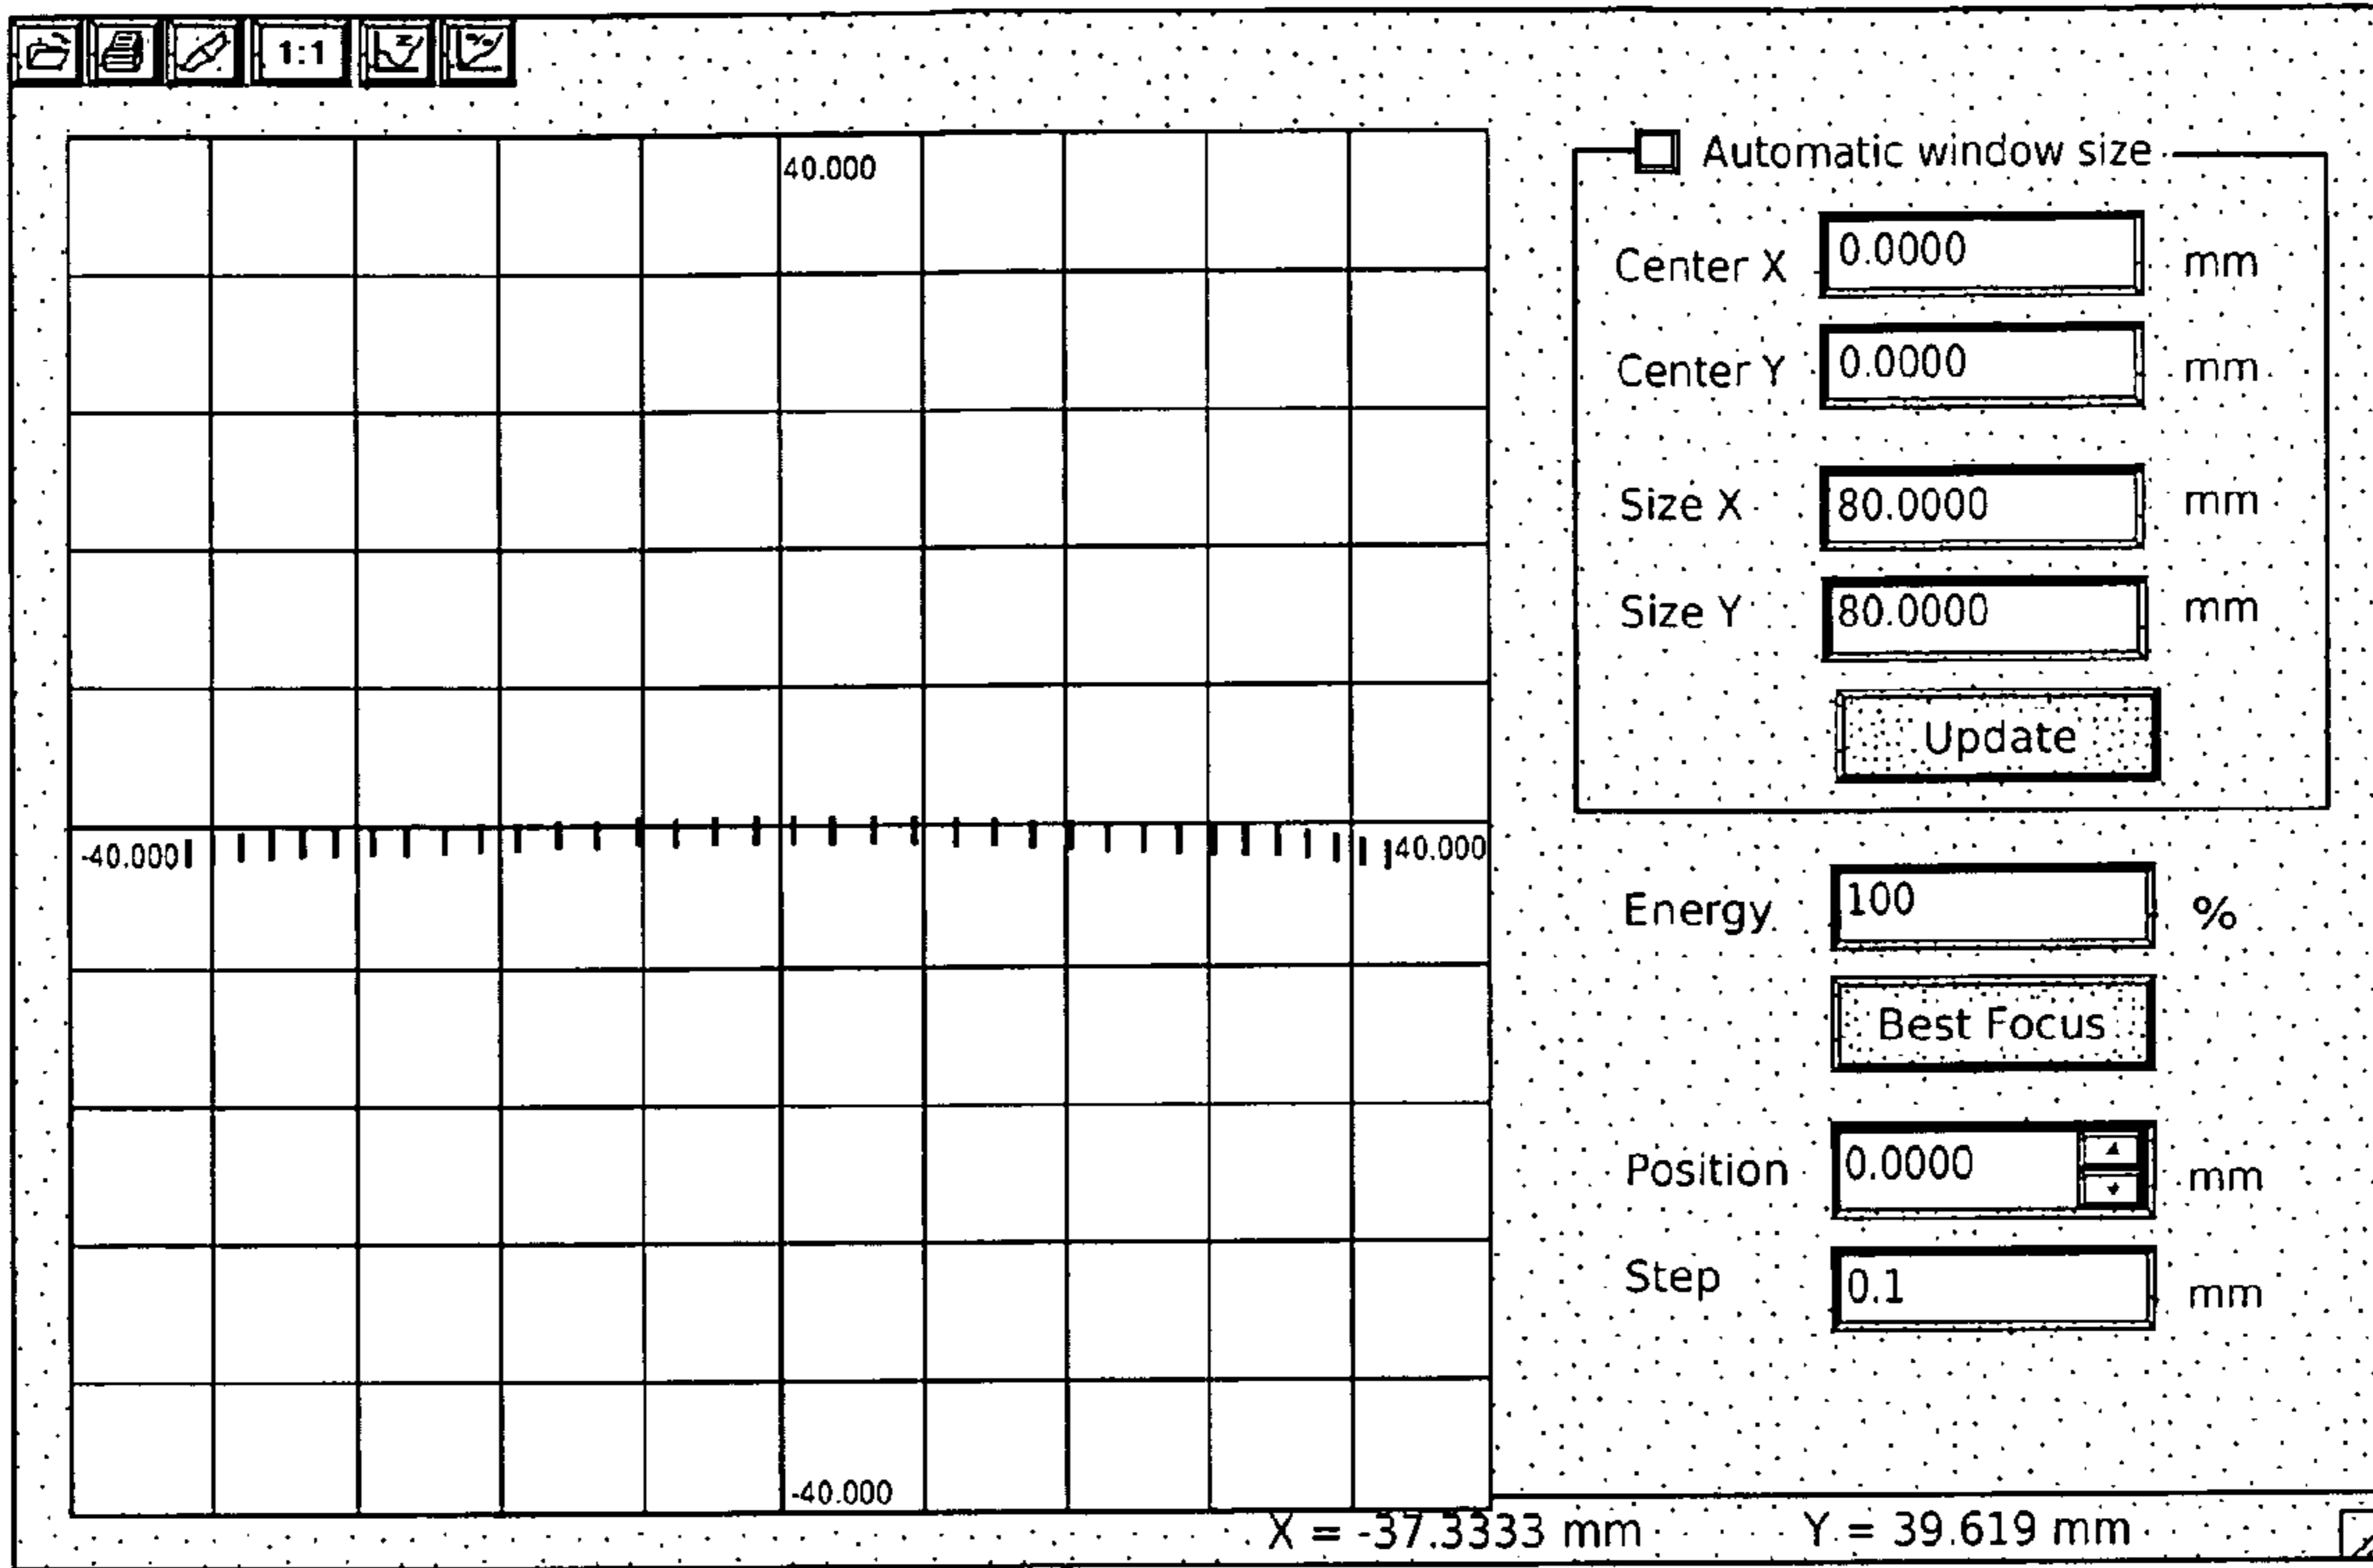 1:1
40.000
-40.000
40.000
-40.000
Automatic window size
Center X 0.0000 mm
Center Y 0.0000 mm
Size X 80.0000 mm
Size Y 80.0000 mm
Update
Energy 100 %
Best Focus
Position 0.0000 mm
Step 0.1 mm
X = -37.3333 mm Y = 39.619 mm